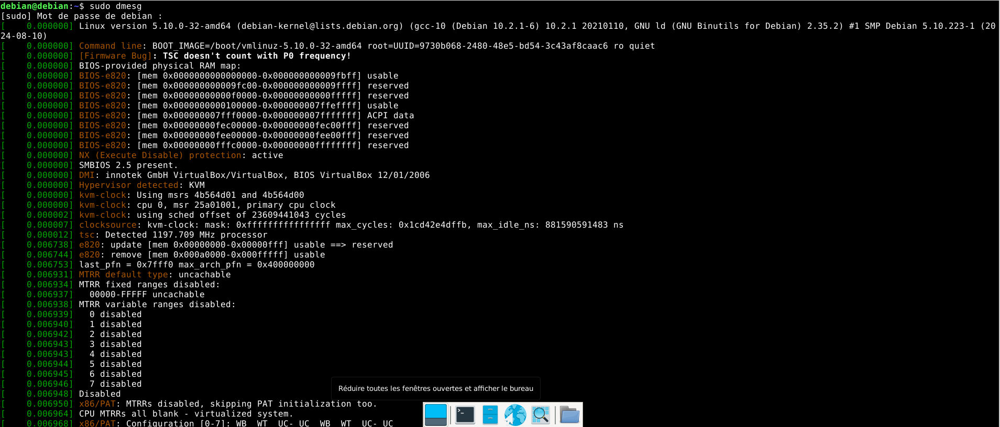 debian@debian:~$ sudo dmesg
[sudo] Mot de passe de debian :
[    0.000000] Linux version 5.10.0-32-amd64 (debian-kernel@lists.debian.org) (gcc-10 (Debian 10.2.1-6) 10.2.1 20210110, GNU ld (GNU Binutils for Debian) 2.35.2) #1 SMP Debian 5.10.223-1 (20
24-08-10)
[    0.000000] Command line: BOOT_IMAGE=/boot/vmlinuz-5.10.0-32-amd64 root=UUID=9730b068-2480-48e5-bd54-3c43af8caac6 ro quiet
[    0.000000] [Firmware Bug]: TSC doesn't count with P0 frequency!
[    0.000000] BIOS-provided physical RAM map:
[    0.000000] BIOS-e820: [mem 0x0000000000000000-0x000000000009fbff] usable
[    0.000000] BIOS-e820: [mem 0x000000000009fc00-0x000000000009ffff] reserved
[    0.000000] BIOS-e820: [mem 0x00000000000f0000-0x00000000000fffff] reserved
[    0.000000] BIOS-e820: [mem 0x0000000000100000-0x000000007ffeffff] usable
[    0.000000] BIOS-e820: [mem 0x000000007fff0000-0x000000007fffffff] ACPI data
[    0.000000] BIOS-e820: [mem 0x00000000fec00000-0x00000000fec00fff] reserved
[    0.000000] BIOS-e820: [mem 0x00000000fee00000-0x00000000fee00fff] reserved
[    0.000000] BIOS-e820: [mem 0x00000000fffc0000-0x00000000ffffffff] reserved
[    0.000000] NX (Execute Disable) protection: active
[    0.000000] SMBIOS 2.5 present.
[    0.000000] DMI: innotek GmbH VirtualBox/VirtualBox, BIOS VirtualBox 12/01/2006
[    0.000000] Hypervisor detected: KVM
[    0.000000] kvm-clock: Using msrs 4b564d01 and 4b564d00
[    0.000000] kvm-clock: cpu 0, msr 25a01001, primary cpu clock
[    0.000002] kvm-clock: using sched offset of 23609441043 cycles
[    0.000007] clocksource: kvm-clock: mask: 0xffffffffffffffff max_cycles: 0x1cd42e4dffb, max_idle_ns: 881590591483 ns
[    0.000012] tsc: Detected 1197.709 MHz processor
[    0.006738] e820: update [mem 0x00000000-0x00000fff] usable ==> reserved
[    0.006744] e820: remove [mem 0x000a0000-0x000fffff] usable
[    0.006753] last_pfn = 0x7fff0 max_arch_pfn = 0x400000000
[    0.006931] MTRR default type: uncachable
[    0.006934] MTRR fixed ranges disabled:
[    0.006937]   00000-FFFFF uncachable
[    0.006938] MTRR variable ranges disabled:
[    0.006939]   0 disabled
[    0.006940]   1 disabled
[    0.006942]   2 disabled
[    0.006943]   3 disabled
[    0.006943]   4 disabled
[    0.006944]   5 disabled
[    0.006945]   6 disabled
[    0.006946]   7 disabled
[    0.006948] Disabled
[    0.006950] x86/PAT: MTRRs disabled, skipping PAT initialization too.
[    0.006964] CPU MTRRs all blank - virtualized system.
[    0.006968] x86/PAT: Configuration [0-7]: WB  WT  UC- UC  WB  WT  UC- UC
Réduire toutes les fenêtres ouvertes et afficher le bureau